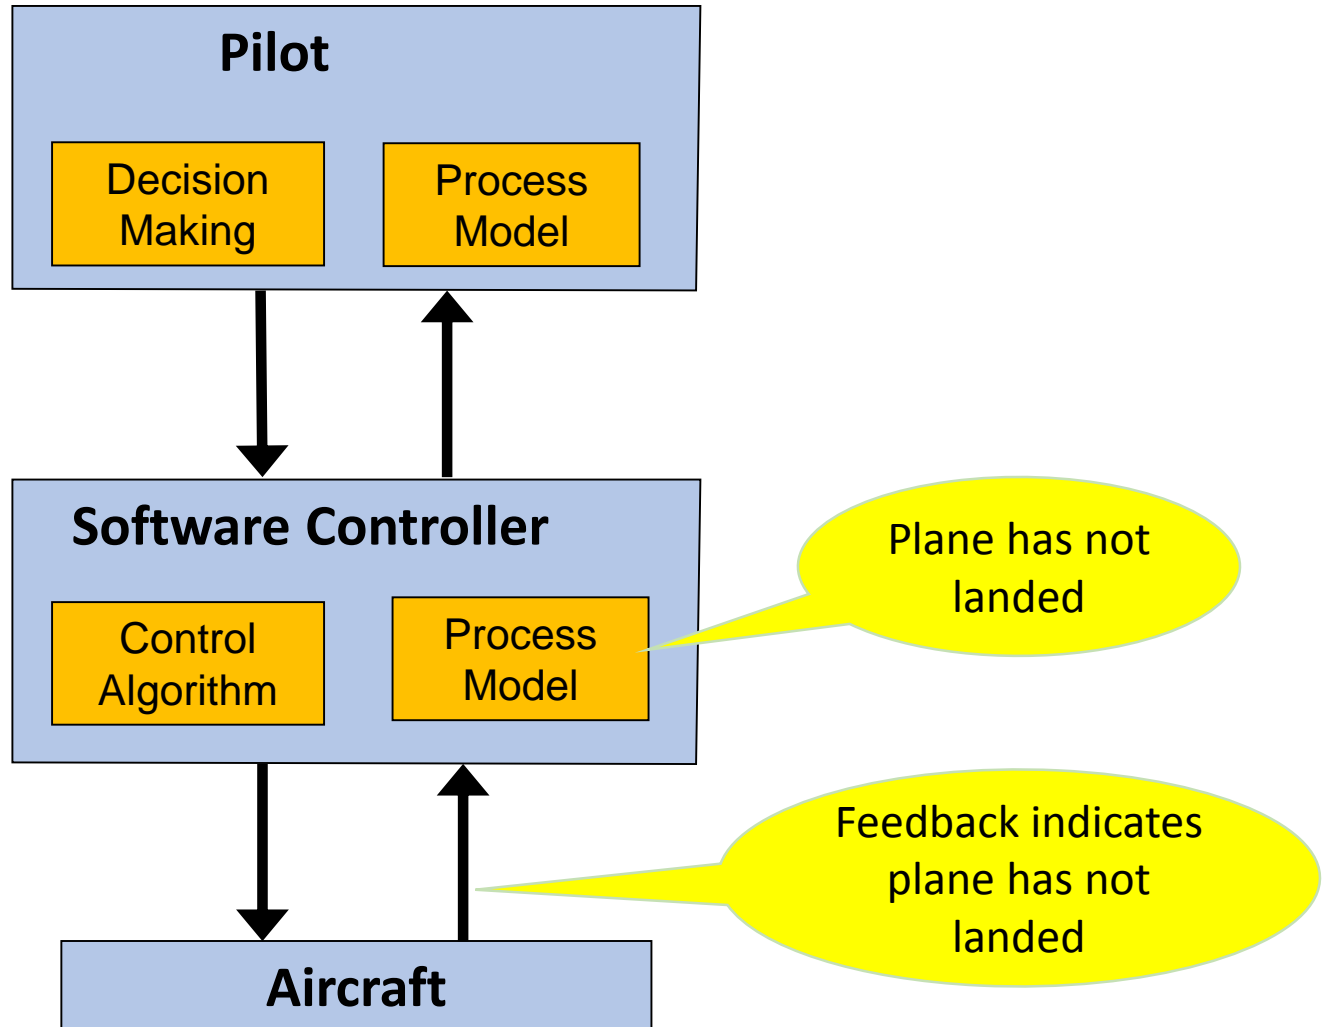 Pilot
Decision
Making
Process
Model
Software Controller
Control
Algorithm
Process
Model
Plane has not
landed
Feedback indicates
plane has not
landed
Aircraft